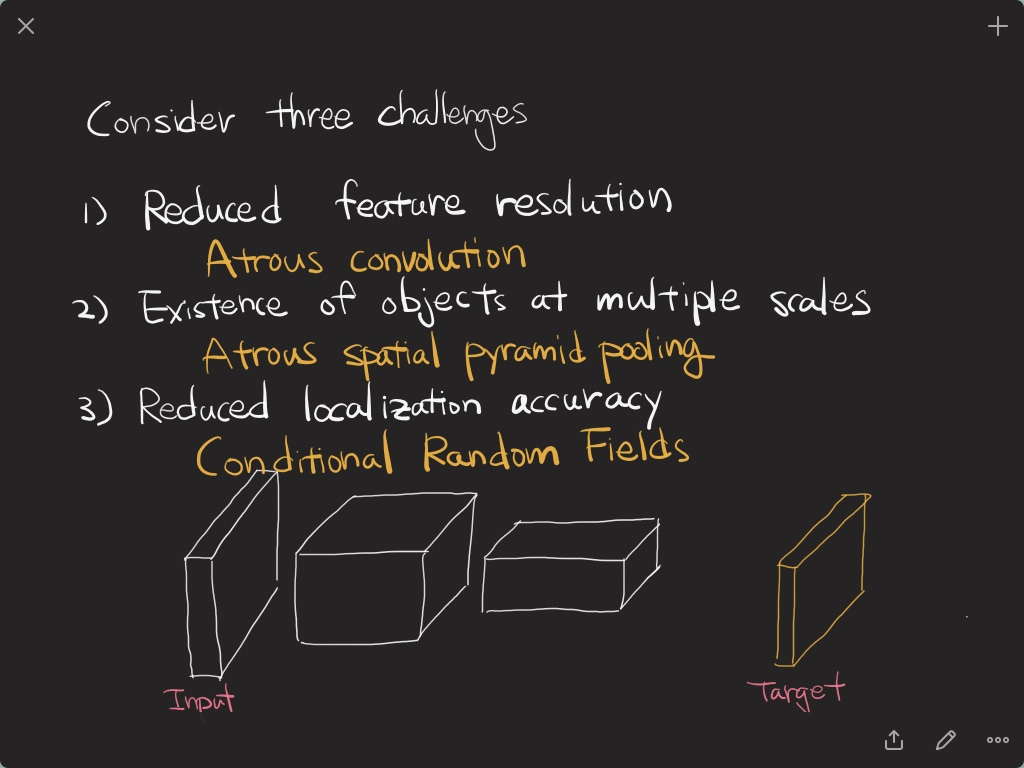 Consider three challenges
1) Reduced feature resolution
Atrous convolution
2) Existence of objects at multiple scales
Atrous spatial pyramid pooling
3) Reduced localization accuracy
Conditional Random Fields
Input
Target